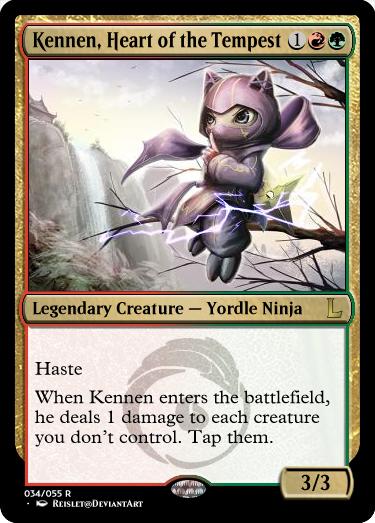 Kennen, Heart of the Tempest 1
Legendary Creature — Yordle Ninja L
Haste
When Kennen enters the battlefield,
he deals 1 damage to each creature
you don't control. Tap them.
3/3
034/055 R
· Reislet@DeviantArt